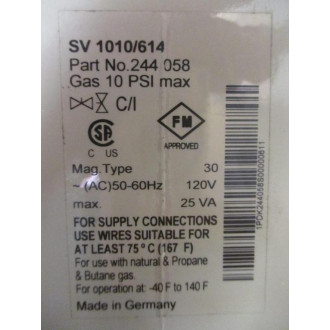 SV 1010/614
Part No.244 058
Gas 10 PSI max
C/I
SA
C US
FM
APPROVED
Mag.Type 30
~(AC)50-60Hz 120V
max. 25 VA
FOR SUPPLY CONNECTIONS
USE WIRES SUITABLE FOR
AT LEAST 75°C (167 F)
For use with natural & Propane
& Butane gas.
For operation at: -40 F to 140 F
Made in Germany